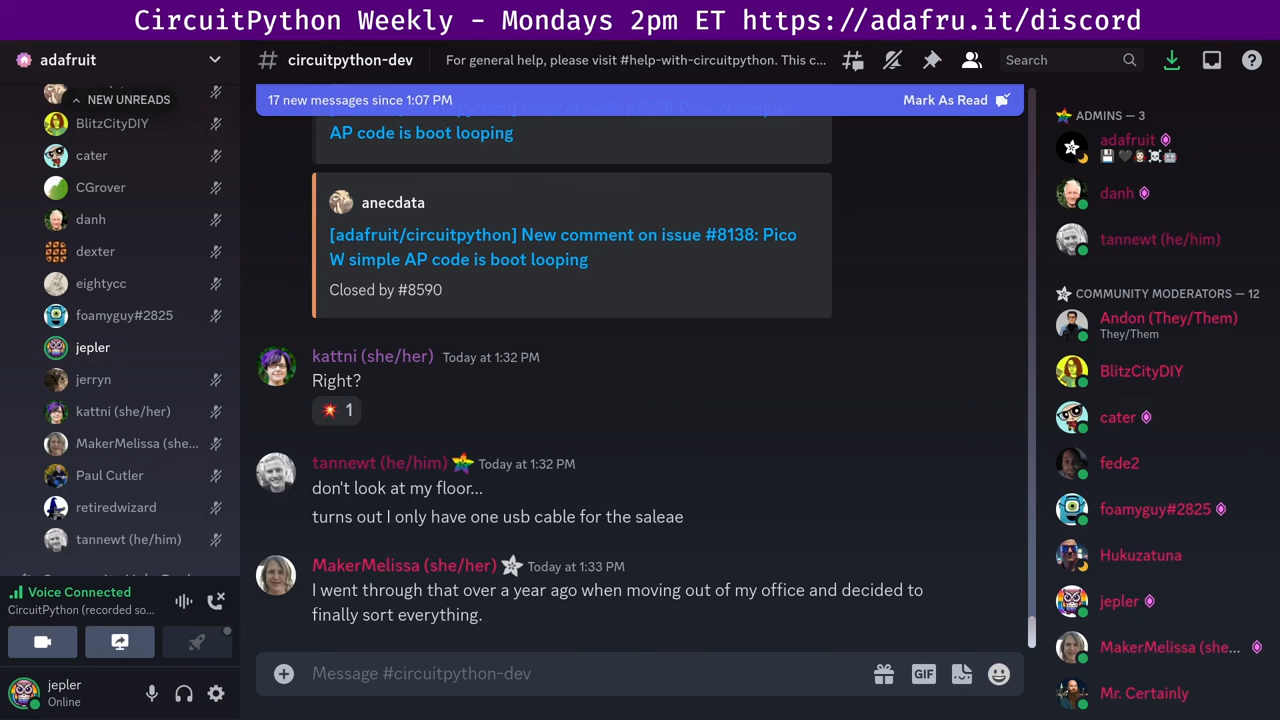 CircuitPython Weekly - Mondays 2pm ET https://adafru.it/discord
adafruit
NEW UNREADS
BlitzCityDIY
cater
CGrover
danh
dexter
eightycc
foamyguy#2825
jepler
jerryn
kattni (she/her)
MakerMelissa (she...
Paul Cutler
retiredwizard
tannewt (he/him)
Voice Connected
CircuitPython (recorded so...
jepler
Online
# circuitpython-dev
For general help, please visit #help-with-circuitpython. This c...
Search
17 new messages since 1:07 PM
Mark As Read
AP code is boot looping
anecdata
[adafruit/circuitpython] New comment on issue #8138: Pico
W simple AP code is boot looping
Closed by #8590
kattni (she/her) Today at 1:32 PM
Right?
1
tannewt (he/him) Today at 1:32 PM
don't look at my floor...
turns out I only have one usb cable for the saleae
MakerMelissa (she/her) Today at 1:33 PM
I went through that over a year ago when moving out of my office and decided to
finally sort everything.
Message #circuitpython-dev
GIF
ADMINS — 3
adafruit
danh
tannewt (he/him)
COMMUNITY MODERATORS — 12
Andon (They/Them)
They/Them
BlitzCityDIY
cater
fede2
foamyguy#2825
Hukuzatuna
jepler
MakerMelissa (she...
Mr. Certainly